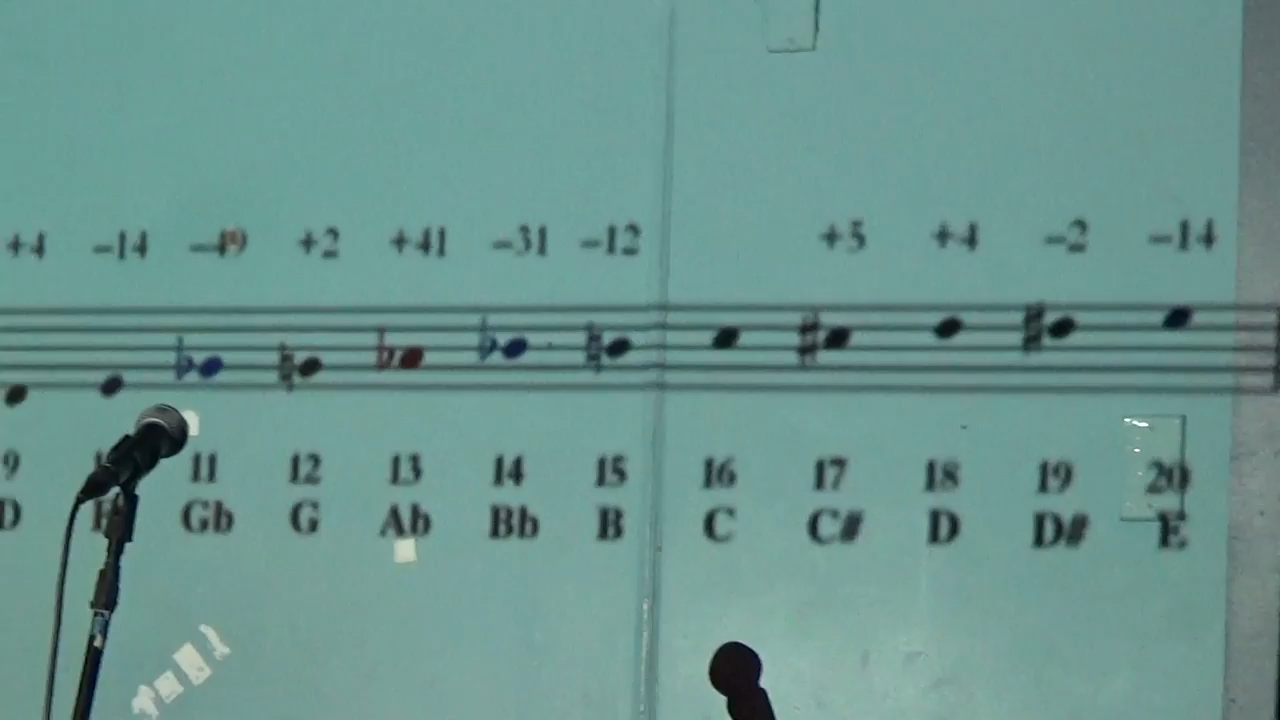 +4 –14 –49 +2 +41 –31 –12 +5 +4 –2 –14
9 11 12 13 14 15 16 17 18 19 20
D Gb G Ab Bb B C C# D D# E